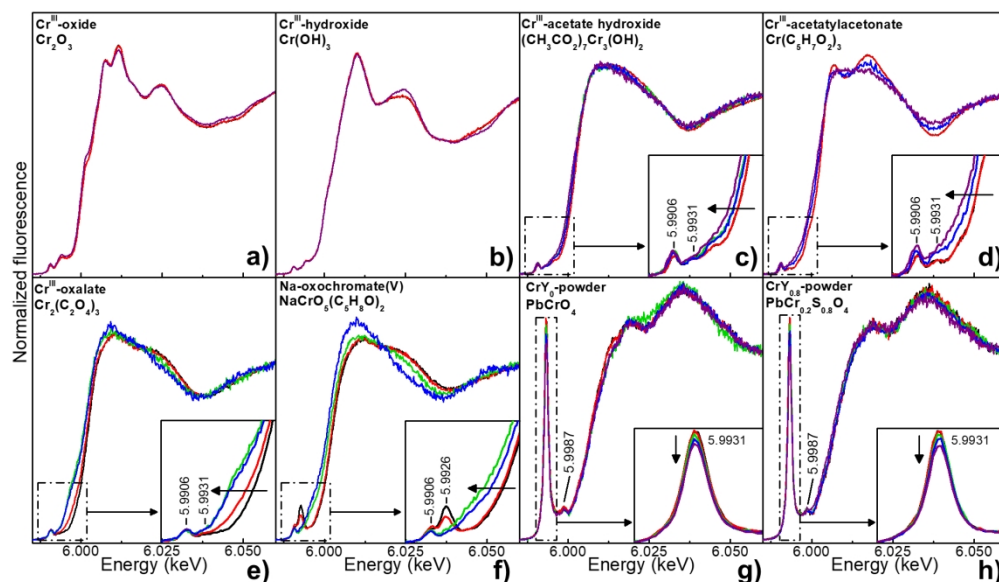 Normalized fluorescence
Cr^III-oxide
Cr₂O₃
a)
Cr^III-hydroxide
Cr(OH)₃
b)
Cr^III-acetate hydroxide
(CH₃CO₂)₇Cr₃(OH)₂
5.9906
5.9931
c)
Cr^III-acetylacetonate
Cr(C₅H₇O₂)₃
5.9906
5.9931
d)
Cr^III-oxalate
Cr₂(C₂O₄)₃
5.9906
5.9931
e)
Na-oxochromate(V)
NaCrO₅(C₅H₈O)₂
5.9906
5.9926
f)
CrY₀-powder
PbCrO₄
5.9987
5.9931
g)
CrY₀.₈-powder
PbCr₀.₂S₀.₈O₄
5.9987
5.9931
h)
6.000 6.025 6.050
6.000 6.025 6.050
6.000 6.025 6.050
6.000 6.025 6.050
Energy (keV)
Energy (keV)
Energy (keV)
Energy (keV)